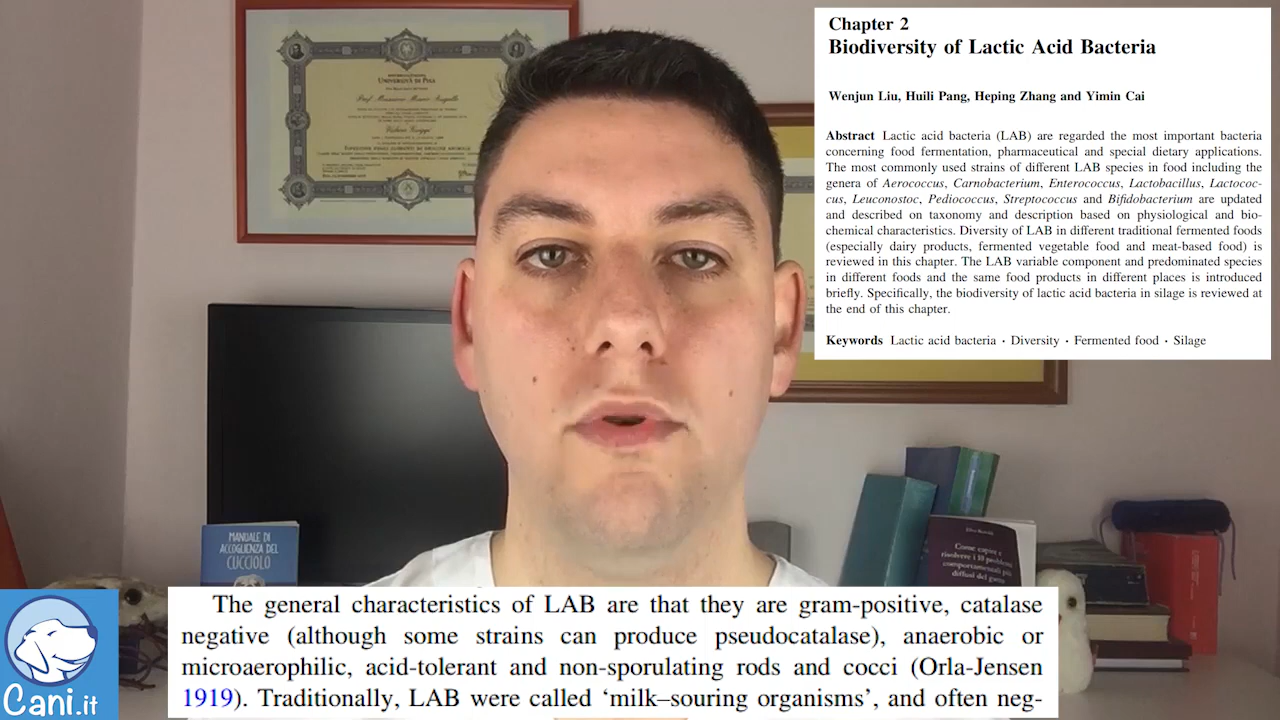 UNIVERSITÀ DI PISA
Chapter 2
Biodiversity of Lactic Acid Bacteria
Wenjun Liu, Huili Pang, Heping Zhang and Yimin Cai
Abstract Lactic acid bacteria (LAB) are regarded the most important bacteria
concerning food fermentation, pharmaceutical and special dietary applications.
The most commonly used strains of different LAB species in food including the
genera of Aerococcus, Carnobacterium, Enterococcus, Lactobacillus, Lactococ-
cus, Leuconostoc, Pediococcus, Streptococcus and Bifidobacterium are updated
and described on taxonomy and description based on physiological and bio-
chemical characteristics. Diversity of LAB in different traditional fermented foods
(especially dairy products, fermented vegetable food and meat-based food) is
reviewed in this chapter. The LAB variable component and predominated species
in different foods and the same food products in different places is introduced
briefly. Specifically, the biodiversity of lactic acid bacteria in silage is reviewed at
the end of this chapter.
Keywords Lactic acid bacteria · Diversity · Fermented food · Silage
MANUALE DI
ACCOGLIENZA DEL
CUCCIOLO
Come capire e
risolvere i 18 problemi
comportamentali più
diffusi del gatto
The general characteristics of LAB are that they are gram-positive, catalase
negative (although some strains can produce pseudocatalase), anaerobic or
microaerophilic, acid-tolerant and non-sporulating rods and cocci (Orla-Jensen
1919). Traditionally, LAB were called ‘milk–souring organisms’, and often neg-
Cani.it